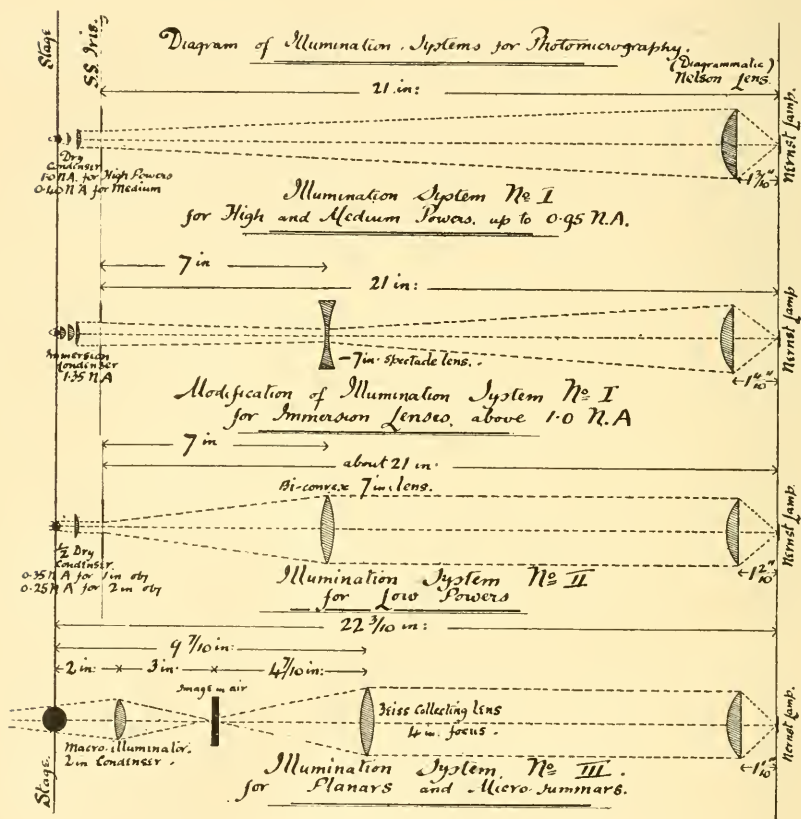 Stage
SS Iris.
Diagram of Illumination Systems for Photomicrography.
(Diagrammatic)
Nelson Lens
21 in:
Nernst Lamp.
Dry
Condenser
1·0 N.A. for High Powers
0·40 N A for Medium
1 3/10"
Illumination System No I
for High and Medium Powers. up to 0·95 N.A.
7 in
21 in:
Nernst Lamp
Immersion
Condenser
1·35 N A
– 7 in. spectacle lens.
1 4/10"
Modification of Illumination System No I
for Immersion Lenses, above 1·0 N.A
7 in
about 21 in.
Bi-convex 7 in. lens.
Nernst Lamp
1/2 Dry
Condenser.
0·35 N A for 1 in obj
0·25 N A for 2 in obj
1 2/10"
Illumination System No II
for Low Powers
22 3/10 in:
9 7/10 in:
2 in: 3 in. 4 7/10 in:
Image in air
Zeiss Collecting Lens
4 in. focus.
Nernst Lamp.
Macro-illuminator.
2 in Condenser.
Stage.
Illumination System, No III.
for Planars and Micro-summars.